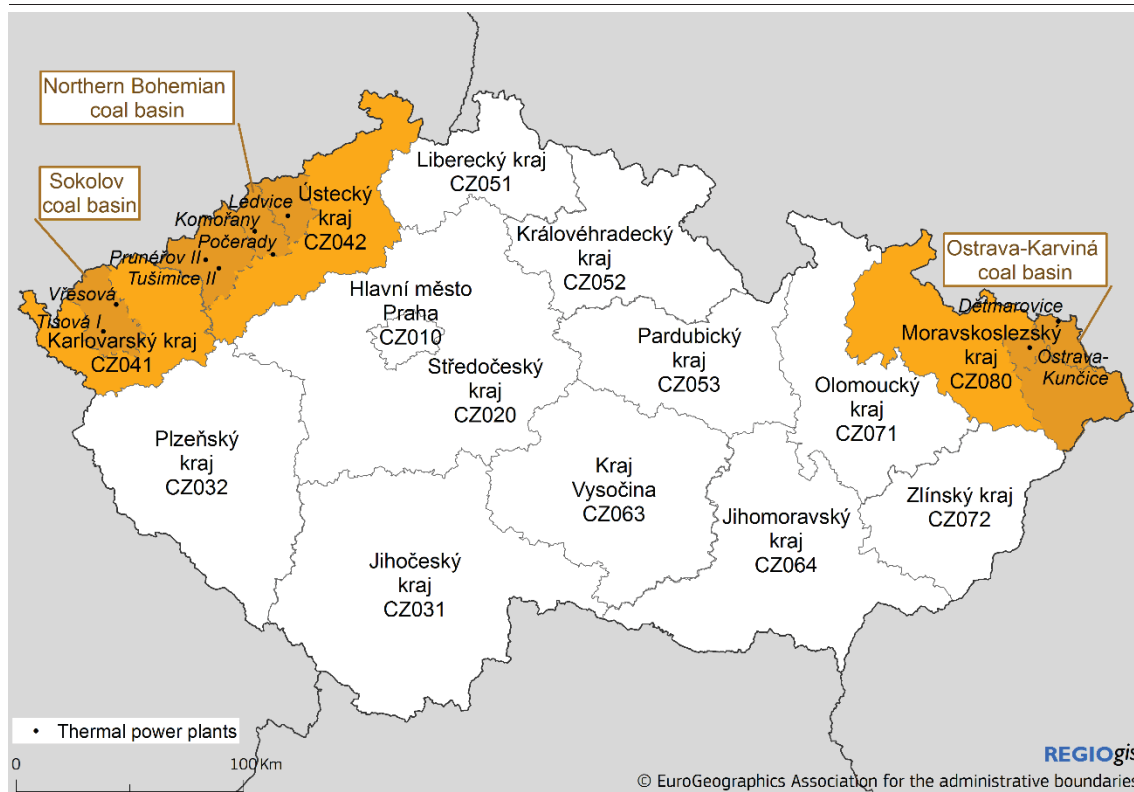 Northern Bohemian
coal basin
Sokolov
coal basin
Ostrava-Karviná
coal basin
Liberecký kraj
CZ051
Ledvice
Ústecký
kraj
CZ042
Komořany
Počerady
Prunéřov II
Tušimice II
Královéhradecký
kraj
CZ052
Vřesová
Tisová I
Karlovarský kraj
CZ041
Hlavní město
Praha
CZ010
Dětmarovice
Moravskoslezský
kraj
CZ080
Ostrava-
Kunčice
Pardubický
kraj
CZ053
Středočeský
kraj
CZ020
Olomoucký
kraj
CZ071
Plzeňský
kraj
CZ032
Kraj
Vysočina
CZ063
Zlínský kraj
CZ072
Jihomoravský
kraj
CZ064
Jihočeský
kraj
CZ031
• Thermal power plants
0 100 Km
REGIOgis
© EuroGeographics Association for the administrative boundaries